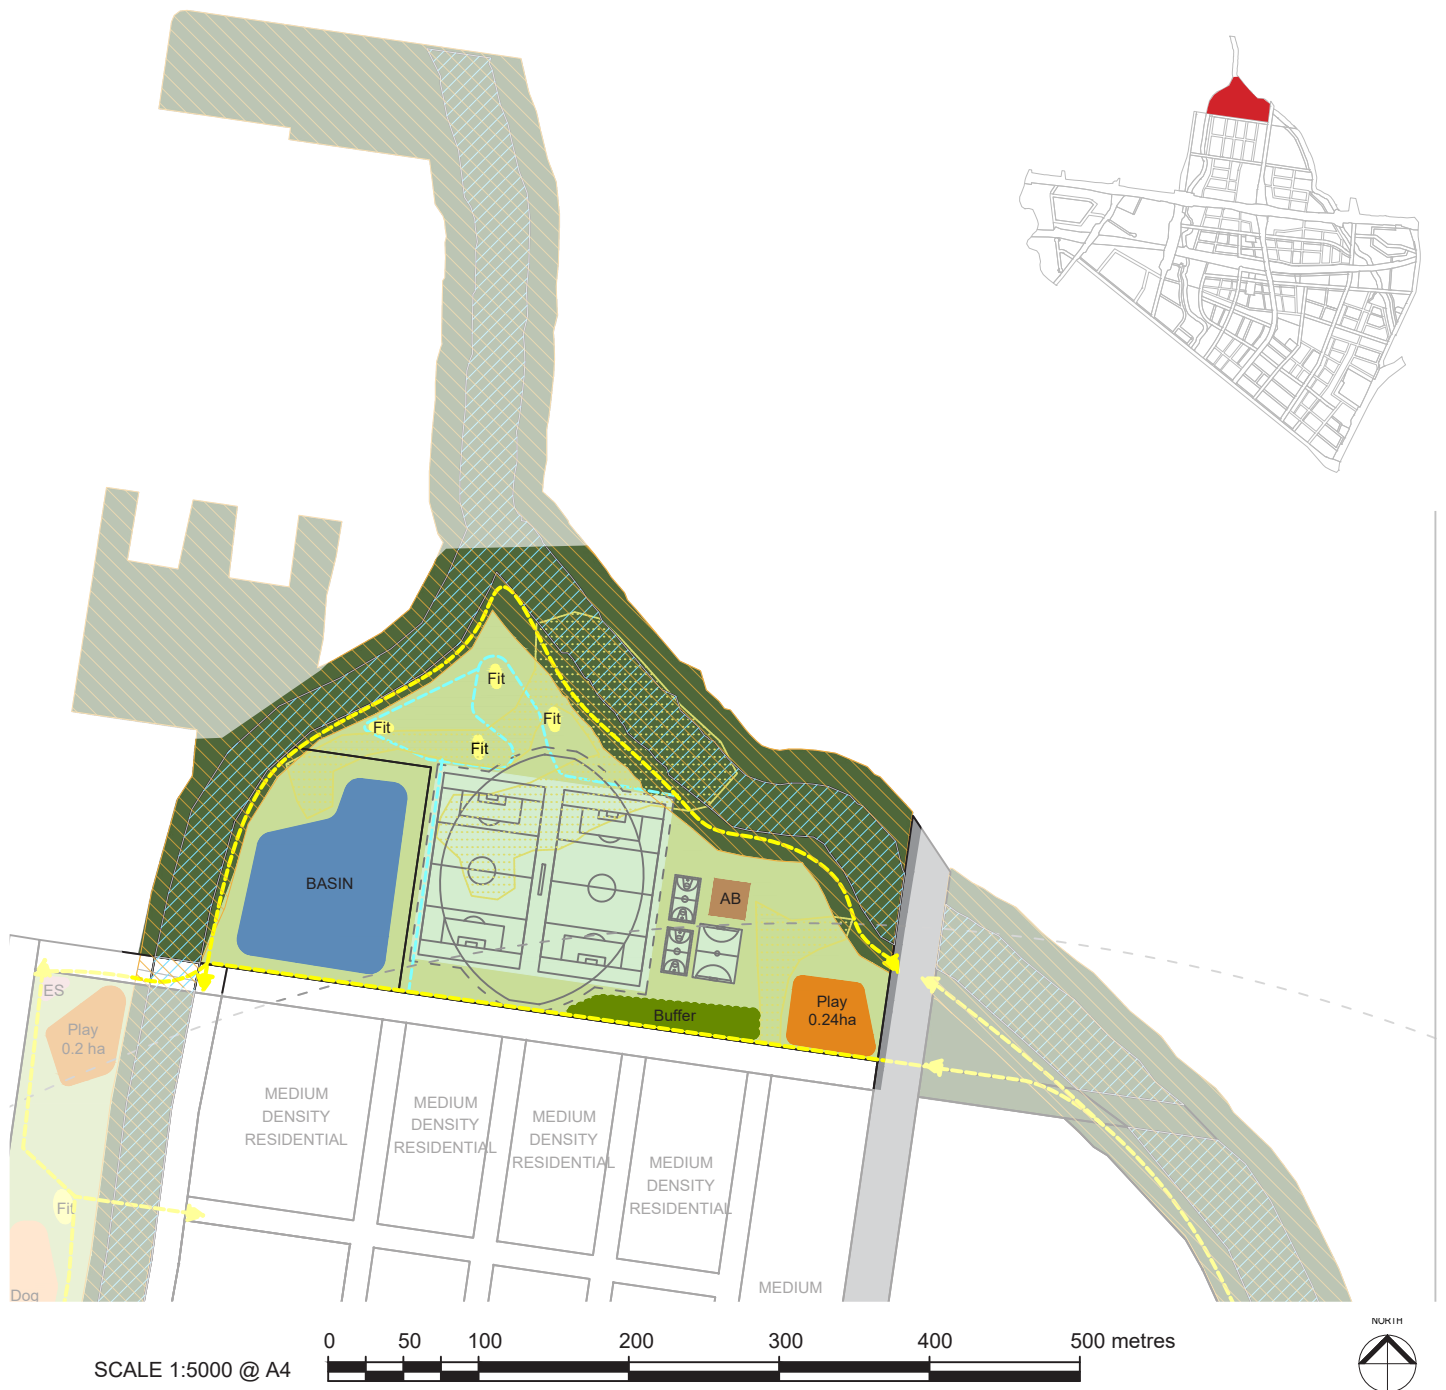 Fit
Fit
Fit
Fit
BASIN
AB
Play
0.24ha
Buffer
ES
Play
0.2 ha
Fit
Dog
MEDIUM
DENSITY
RESIDENTIAL
MEDIUM
DENSITY
RESIDENTIAL
MEDIUM
DENSITY
RESIDENTIAL
MEDIUM
DENSITY
RESIDENTIAL
MEDIUM
0 50 100 200 300 400 500 metres
SCALE 1:5000 @ A4
NORTH